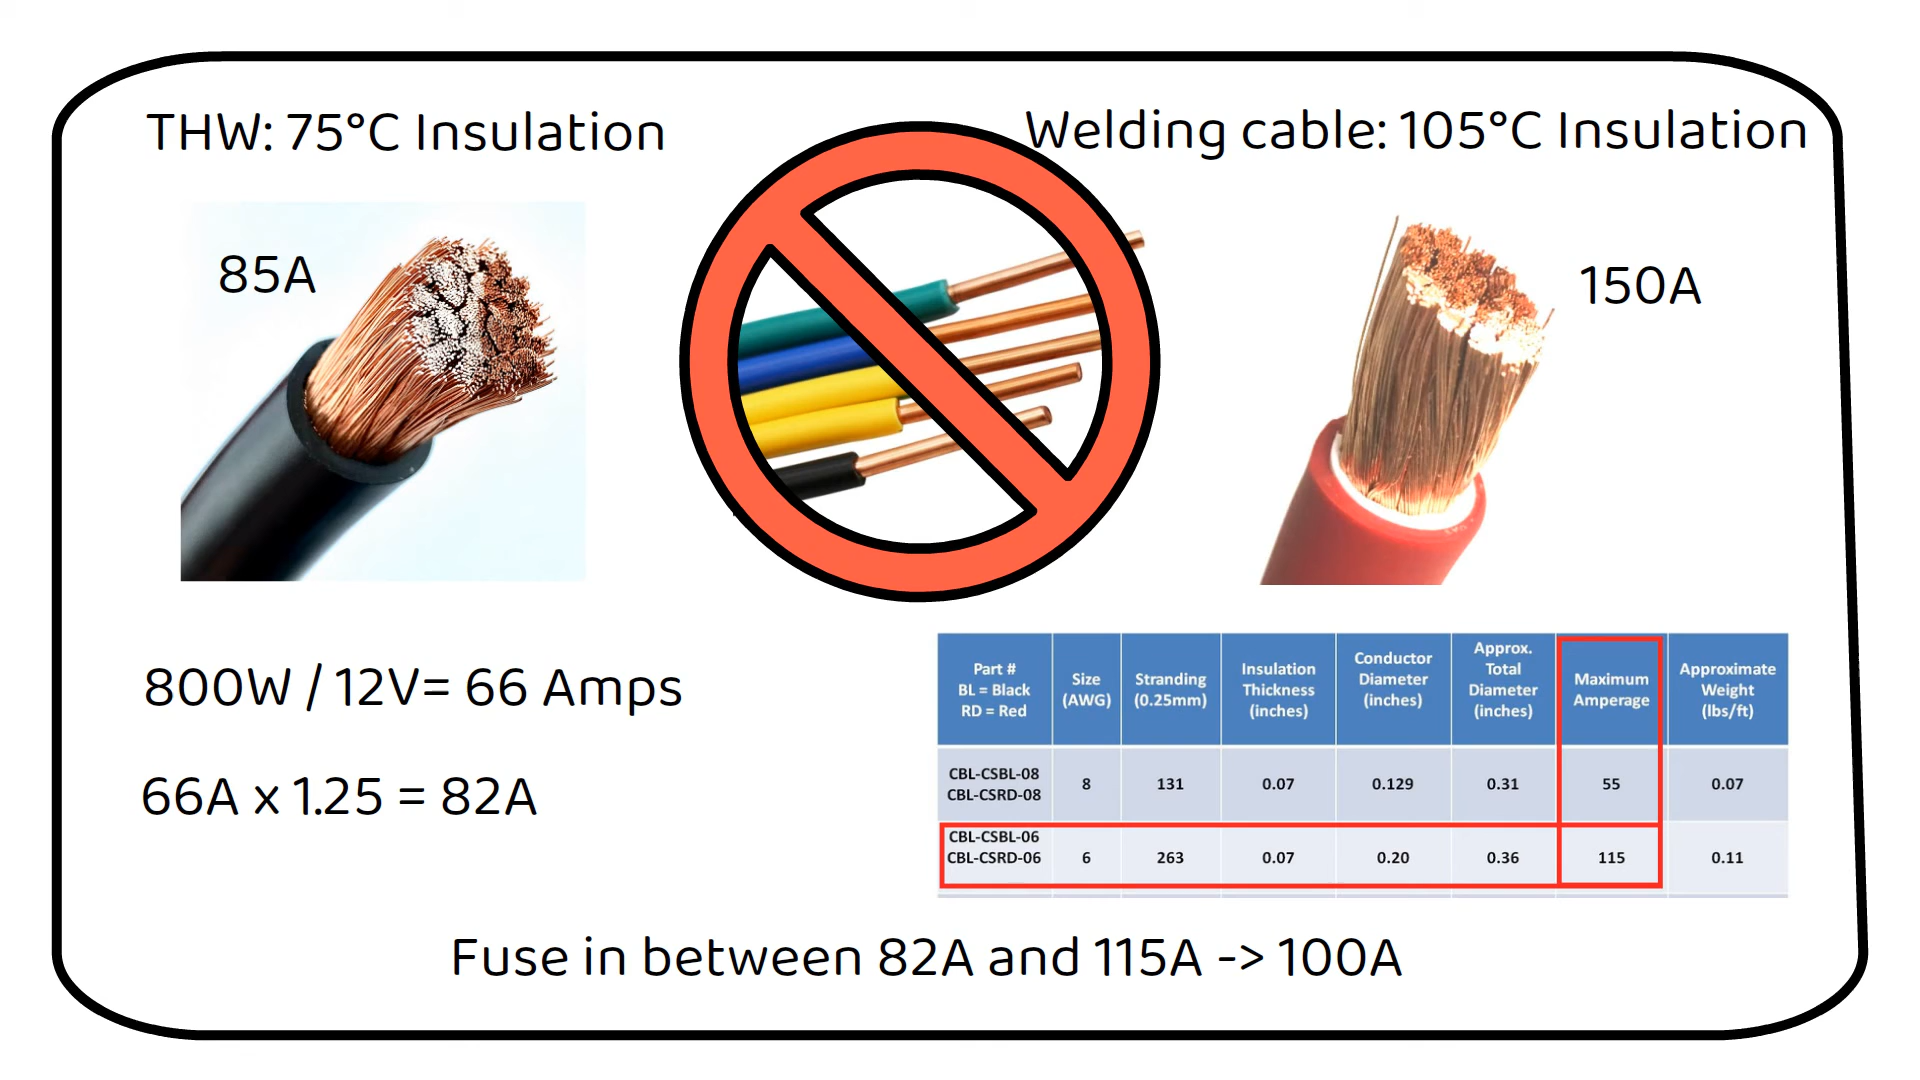 THW: 75°C Insulation
Welding cable: 105°C Insulation
85A
150A
800W / 12V= 66 Amps
66A x 1.25 = 82A
Part #
BL = Black
RD = Red
Size
(AWG)
Stranding
(0.25mm)
Insulation
Thickness
(inches)
Conductor
Diameter
(inches)
Approx.
Total
Diameter
(inches)
Maximum
Amperage
Approximate
Weight
(lbs/ft)
CBL-CSBL-08
CBL-CSRD-08
8
131
0.07
0.129
0.31
55
0.07
CBL-CSBL-06
CBL-CSRD-06
6
263
0.07
0.20
0.36
115
0.11
Fuse in between 82A and 115A -> 100A